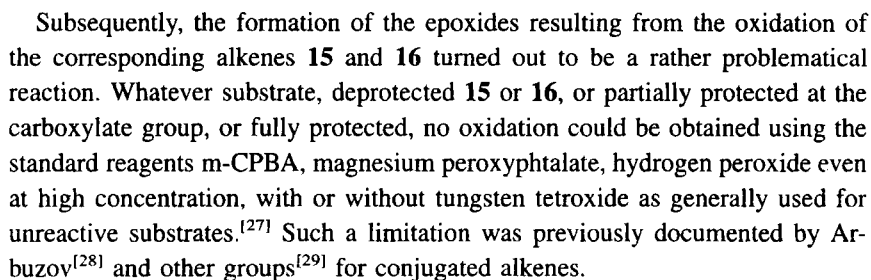 Subsequently, the formation of the epoxides resulting from the oxidation of
the corresponding alkenes 15 and 16 turned out to be a rather problematical
reaction. Whatever substrate, deprotected 15 or 16, or partially protected at the
carboxylate group, or fully protected, no oxidation could be obtained using the
standard reagents m-CPBA, magnesium peroxyphtalate, hydrogen peroxide even
at high concentration, with or without tungsten tetroxide as generally used for
unreactive substrates.[27] Such a limitation was previously documented by Ar-
buzov[28] and other groups[29] for conjugated alkenes.